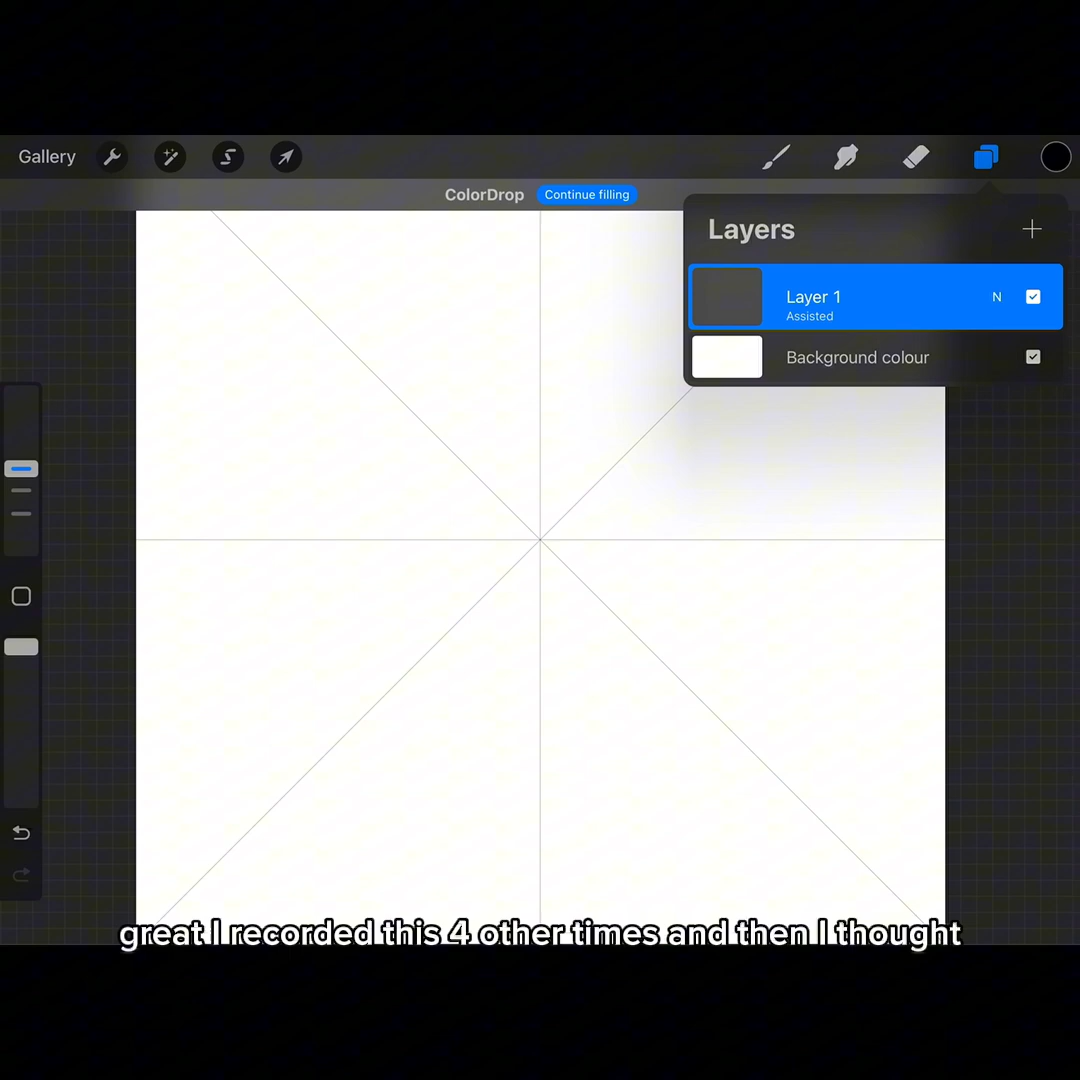 Gallery
ColorDrop Continue filling
Layers
Layer 1 N
Assisted
Background colour
great I recorded this 4 other times and then I thought